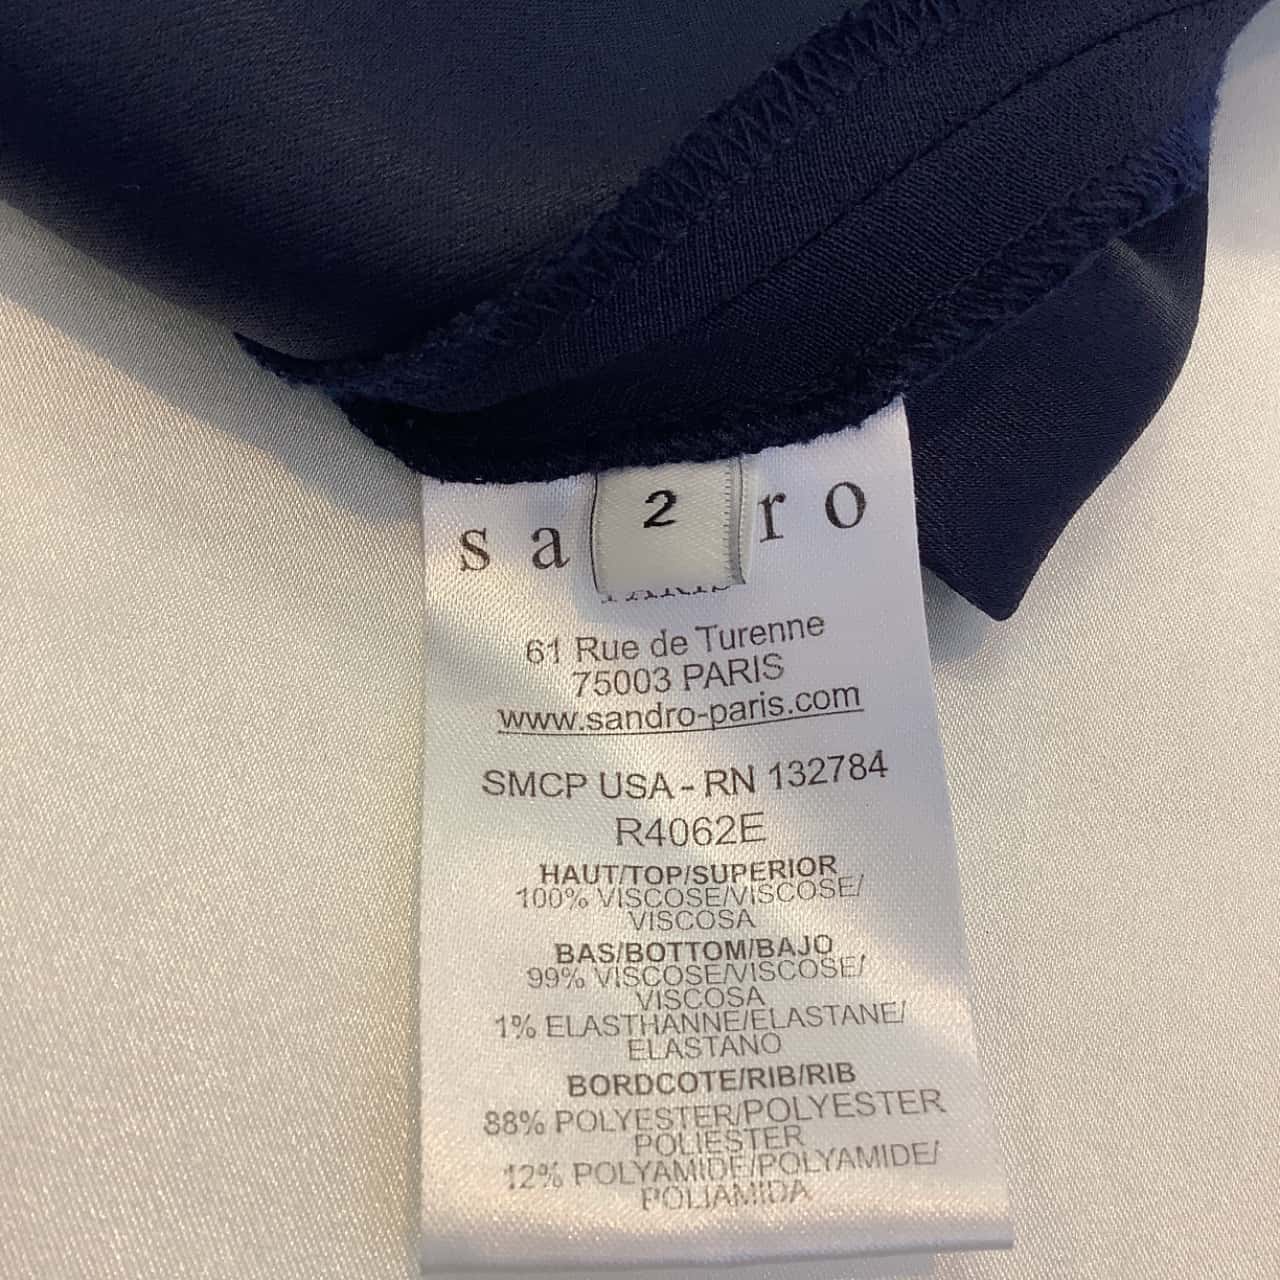 sa 2 ro
61 Rue de Turenne
75003 PARIS
www.sandro-paris.com
SMCP USA - RN 132784
R4062E
HAUT/TOP/SUPERIOR
100% VISCOSE/VISCOSE/
VISCOSA
BAS/BOTTOM/BAJO
99% VISCOSE/VISCOSE/
VISCOSA
1% ELASTHANNE/ELASTANE/
ELASTANO
BORDCOTE/RIB/RIB
88% POLYESTER/POLYESTER
POLIESTER
12% POLYAMIDE/POLYAMIDE/
POLIAMIDA